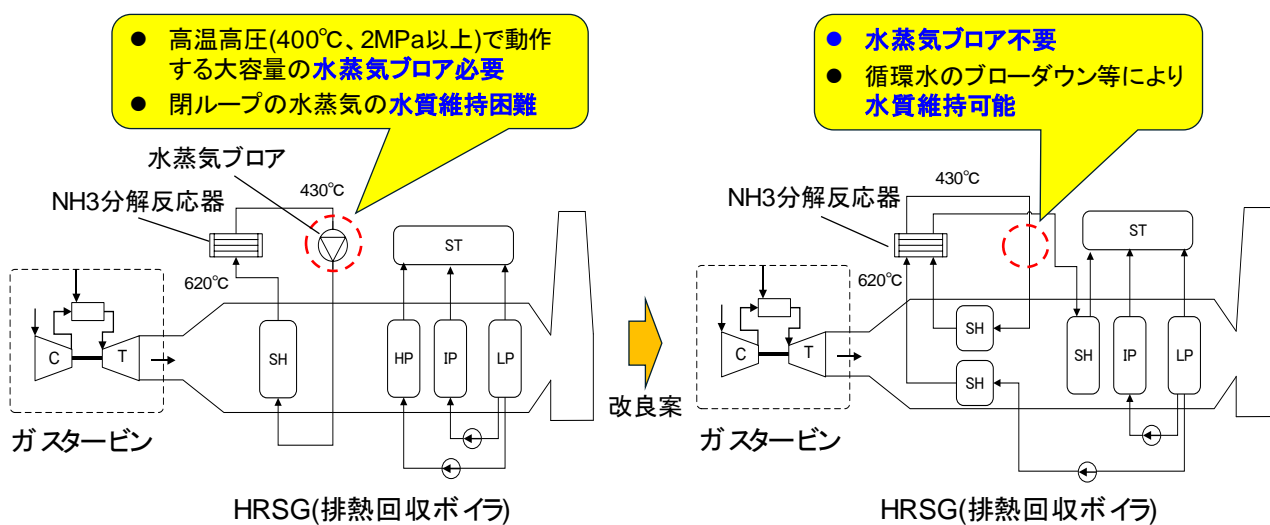 ● 高温高圧(400℃、2MPa以上)で動作
する大容量の水蒸気ブロア必要
● 閉ループの水蒸気の水質維持困難
水蒸気ブロア
NH3分解反応器
430℃
620℃
ST
C
T
SH
HP
IP
LP
ガスタービン
HRSG(排熱回収ボイラ)
改良案
● 水蒸気ブロア不要
● 循環水のブローダウン等により
水質維持可能
NH3分解反応器
430℃
620℃
ST
C
T
SH
SH
SH
IP
LP
ガスタービン
HRSG(排熱回収ボイラ)